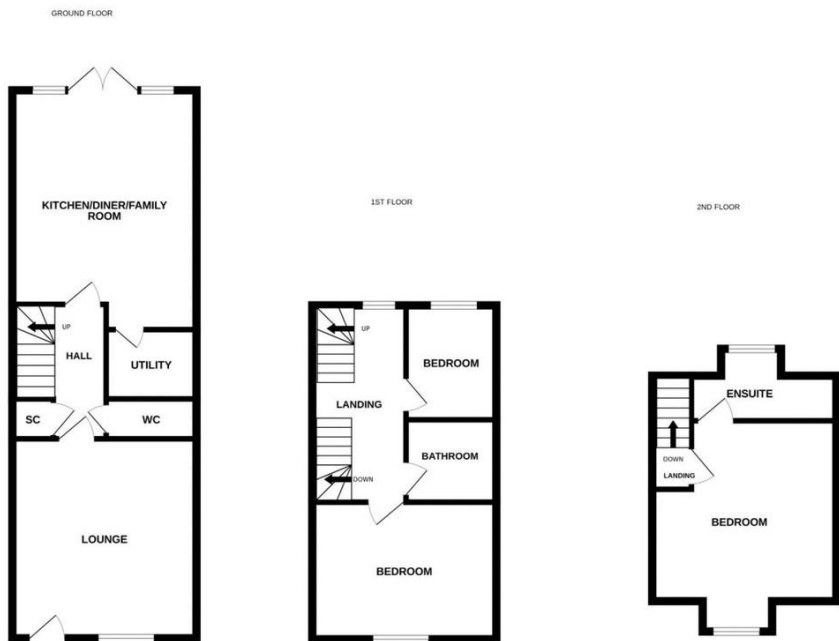 GROUND FLOOR
KITCHEN/DINER/FAMILY
ROOM
UP
HALL
UTILITY
SC
WC
LOUNGE
1ST FLOOR
UP
BEDROOM
LANDING
BATHROOM
DOWN
BEDROOM
2ND FLOOR
ENSUITE
DOWN
LANDING
BEDROOM